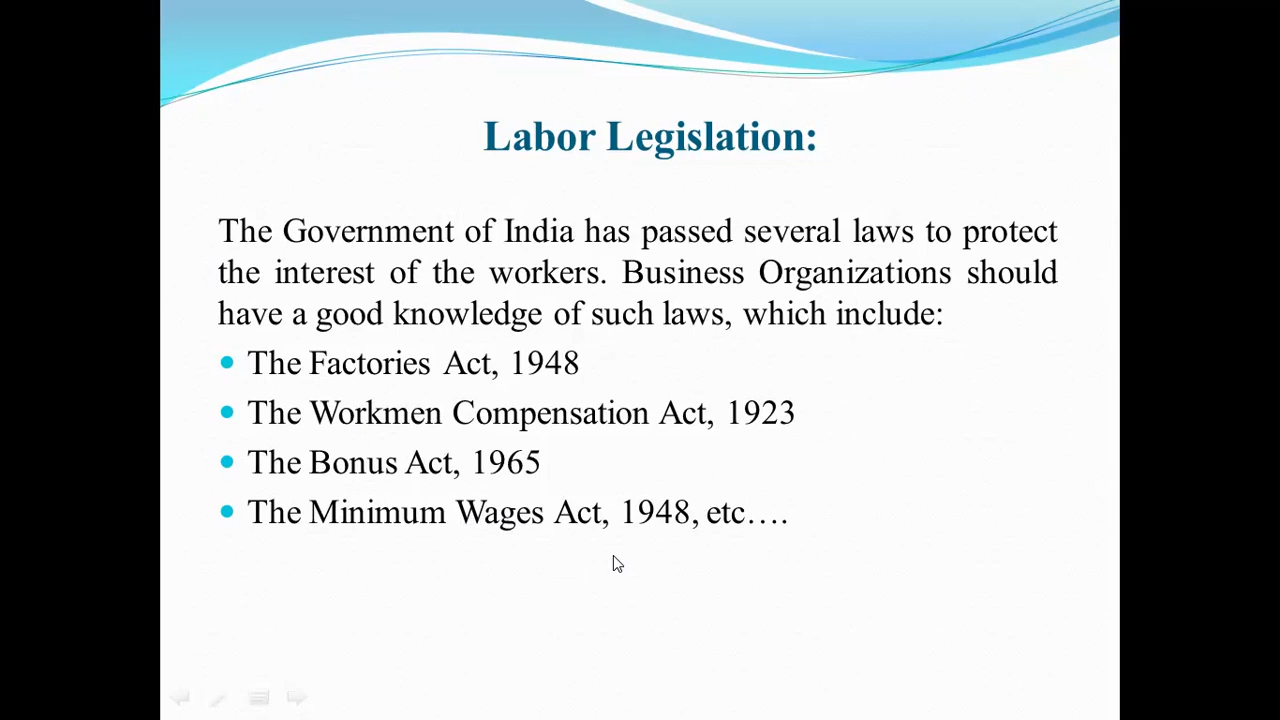 Labor Legislation:
The Government of India has passed several laws to protect
the interest of the workers. Business Organizations should
have a good knowledge of such laws, which include:
The Factories Act, 1948
The Workmen Compensation Act, 1923
The Bonus Act, 1965
The Minimum Wages Act, 1948, etc….